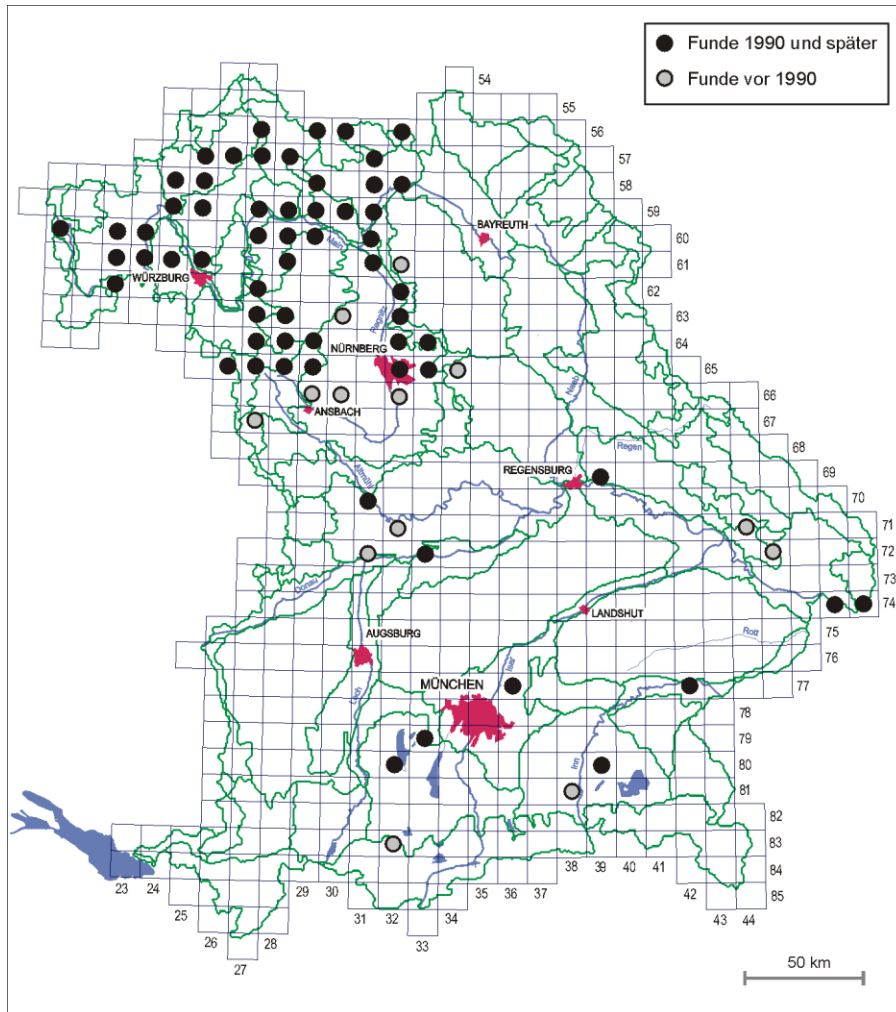 Funde 1990 und später
Funde vor 1990
54
55
56
57
58
59
BAYREUTH
60
Main
61
WÜRZBURG
62
Regnitz
63
NÜRNBERG
64
65
Naab
66
ANSBACH
67
Regen
68
Altmühl
REGENSBURG
69
70
71
72
Donau
73
74
LANDSHUT
75
AUGSBURG
Rott
76
Isar
MÜNCHEN
77
Lech
78
79
Inn
80
81
82
83
23 24
29 30
35 36 37
38 39 40 41
84
25
31 32
34
42
85
26
28
33
43 44
27
50 km